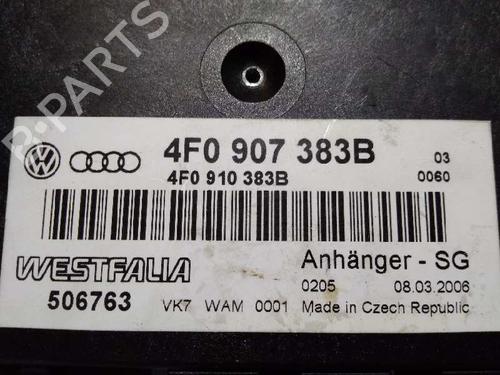 B-PARTS
4F0 907 383B 03
4F0 910 383B 0060
WESTFALIA Anhänger - SG
506763 VK7 WAM 0001 0205 08.03.2006
Made in Czech Republic